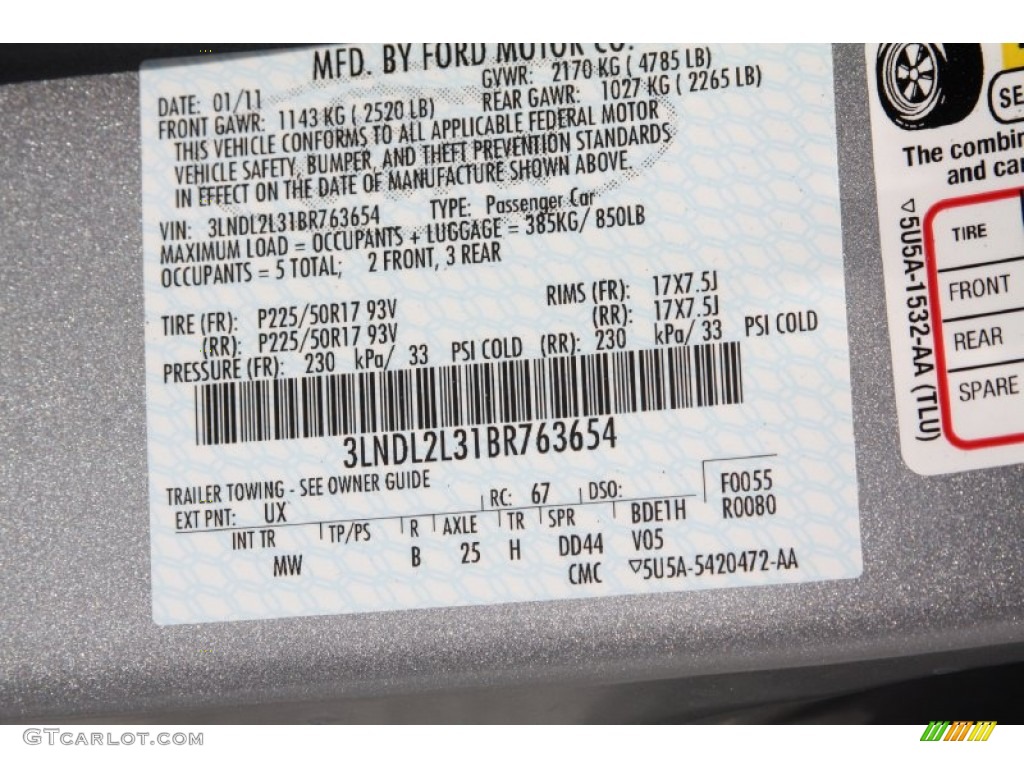 MFD. BY FORD MOTOR CO.
DATE: 01/11 GVWR: 2170 KG ( 4785 LB)
FRONT GAWR: 1143 KG ( 2520 LB) REAR GAWR: 1027 KG ( 2265 LB)
THIS VEHICLE CONFORMS TO ALL APPLICABLE FEDERAL MOTOR
VEHICLE SAFETY, BUMPER, AND THEFT PREVENTION STANDARDS
IN EFFECT ON THE DATE OF MANUFACTURE SHOWN ABOVE.
VIN: 3LNDL2L31BR763654 TYPE: Passenger Car
MAXIMUM LOAD = OCCUPANTS + LUGGAGE = 385KG/ 850LB
OCCUPANTS = 5 TOTAL; 2 FRONT, 3 REAR
TIRE (FR): P225/50R17 93V RIMS (FR): 17X7.5J
(RR): P225/50R17 93V (RR): 17X7.5J
PRESSURE (FR): 230 kPa/ 33 PSI COLD (RR): 230 kPa/ 33 PSI COLD
3LNDL2L31BR763654
TRAILER TOWING - SEE OWNER GUIDE
EXT PNT: UX RC: 67 DSO: F0055
INT TR TP/PS R AXLE TR SPR BDE1H R0080
MW B 25 H DD44 V05
CMC ▽5U5A-5420472-AA
SE
The combin
and car
▽5U5A-1532-AA (TLU)
TIRE
FRONT
REAR
SPARE
GTcarlot.com